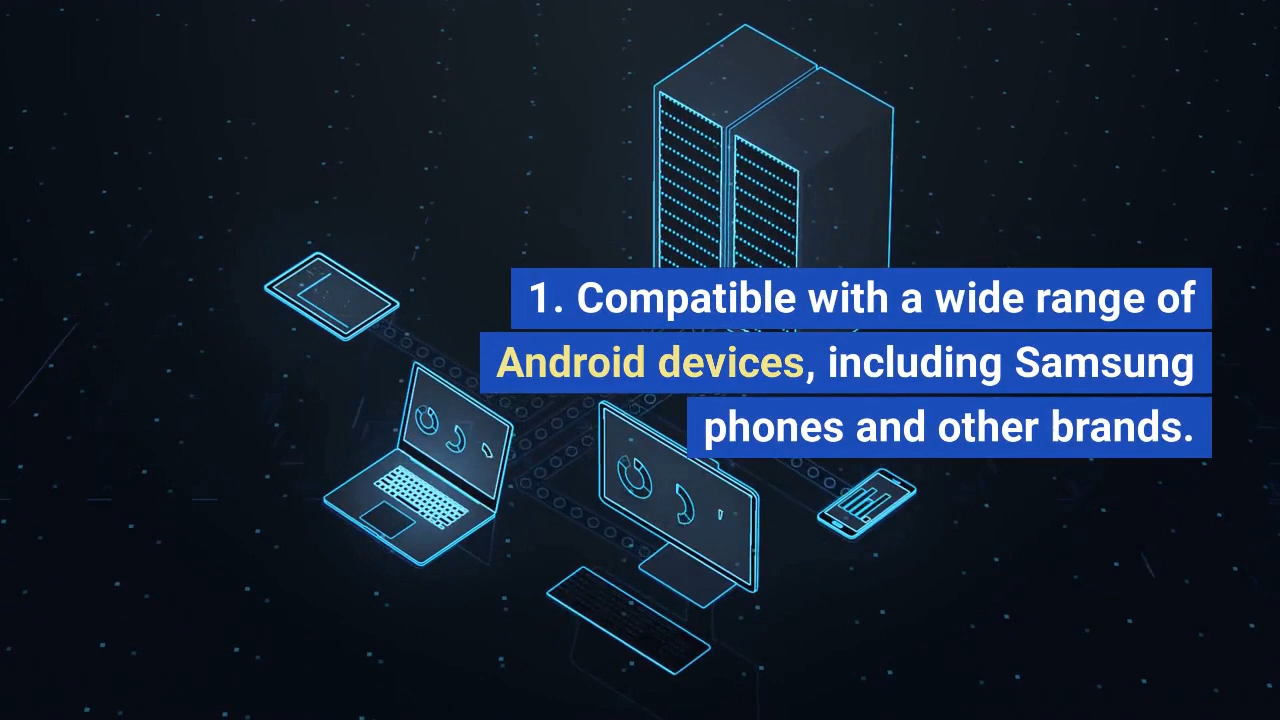 1. Compatible with a wide range of
Android devices, including Samsung
phones and other brands.